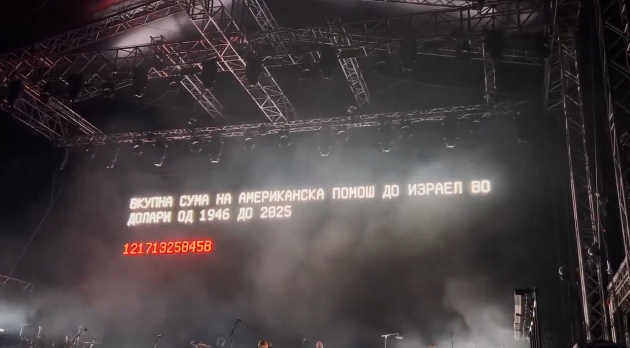 ВКУПНА СУМА НА АМЕРИКАНСКА ПОМОШ ДО ИЗРАЕЛ ВО
ДОЛАРИ ОД 1946 ДО 2025
121713258458